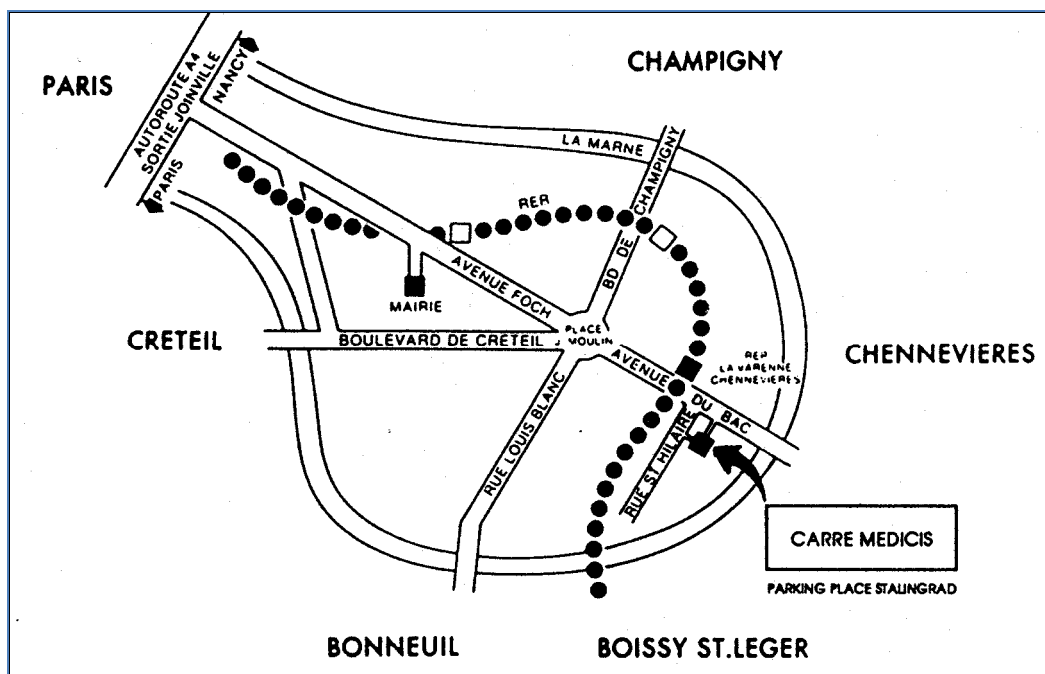 CHAMPIGNY
PARIS
AUTOROUTE A4
SORTIE JOINVILLE
NANCY
PARIS
LA MARNE
BD DE CHAMPIGNY
RER
AVENUE FOCH
MAIRIE
CRETEIL
BOULEVARD DE CRETEIL
PLACE
MOULIN
AVENUE DU BAC
RER
LA VARENNE
CHENNEVIERES
CHENNEVIERES
RUE LOUIS BLANC
RUE ST HILAIRE
CARRE MEDICIS
PARKING PLACE STALINGRAD
BONNEUIL
BOISSY ST.LEGER